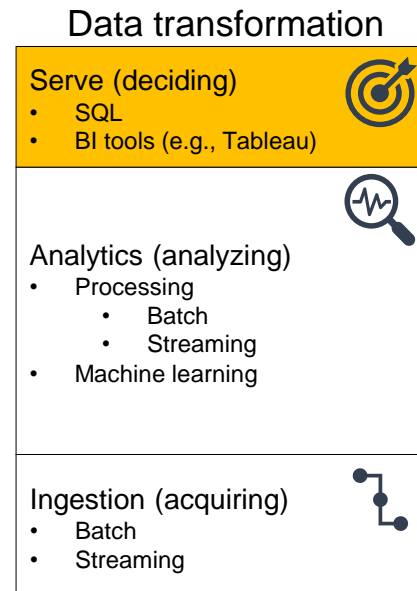 Data transformation
Serve (deciding)
• SQL
• BI tools (e.g., Tableau)
Analytics (analyzing)
• Processing
• Batch
• Streaming
• Machine learning
Ingestion (acquiring)
• Batch
• Streaming